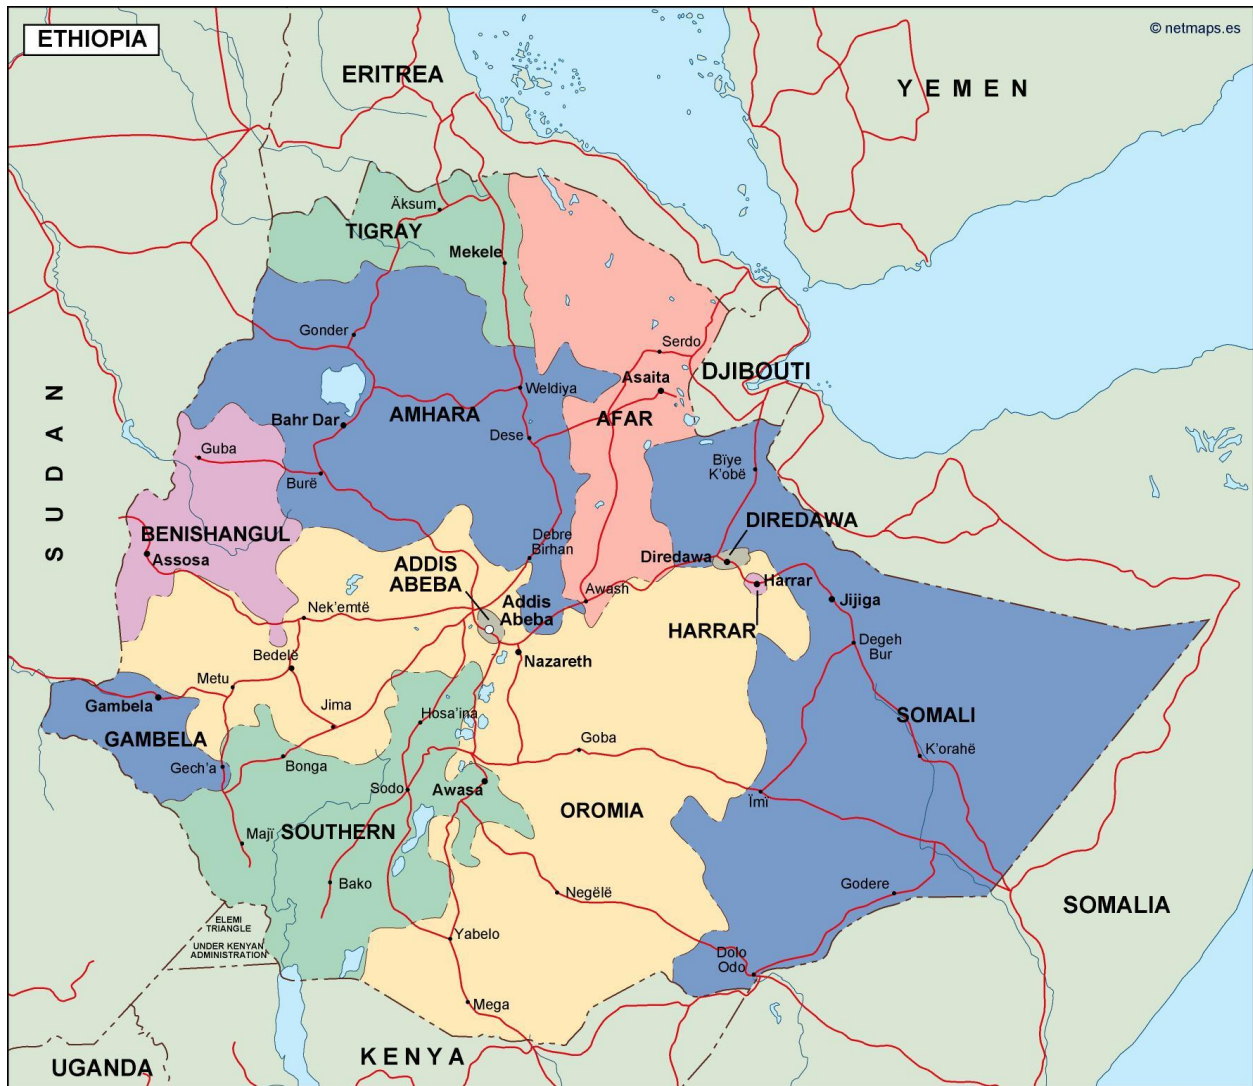 ETHIOPIA
© netmaps.es
ERITREA
YEMEN
Äksum
TIGRAY
Mekele
Gonder
Serdo
DJIBOUTI
Asaita
Weldiya
SUDAN
AMHARA
AFAR
Bahr Dar
Dese
Guba
Burë
Bïye
K'obë
DIREDAWA
BENISHANGUL
Debre
Birhan
Assosa
ADDIS
ABEBA
Diredawa
Harrar
Awash
Jijiga
Nek'emtë
Addis
Abeba
HARRAR
Degeh
Bur
Bedelë
Nazareth
Metu
Gambela
Jima
Hosa'ina
SOMALI
GAMBELA
Goba
K'orahë
Gech'a
Bonga
Sodo
Awasa
Ïmï
OROMIA
Majï
SOUTHERN
Bako
Negëlë
Godere
SOMALIA
ELEMI
TRIANGLE
UNDER KENYAN
ADMINISTRATION
Yabelo
Dolo
Odo
Mega
KENYA
UGANDA